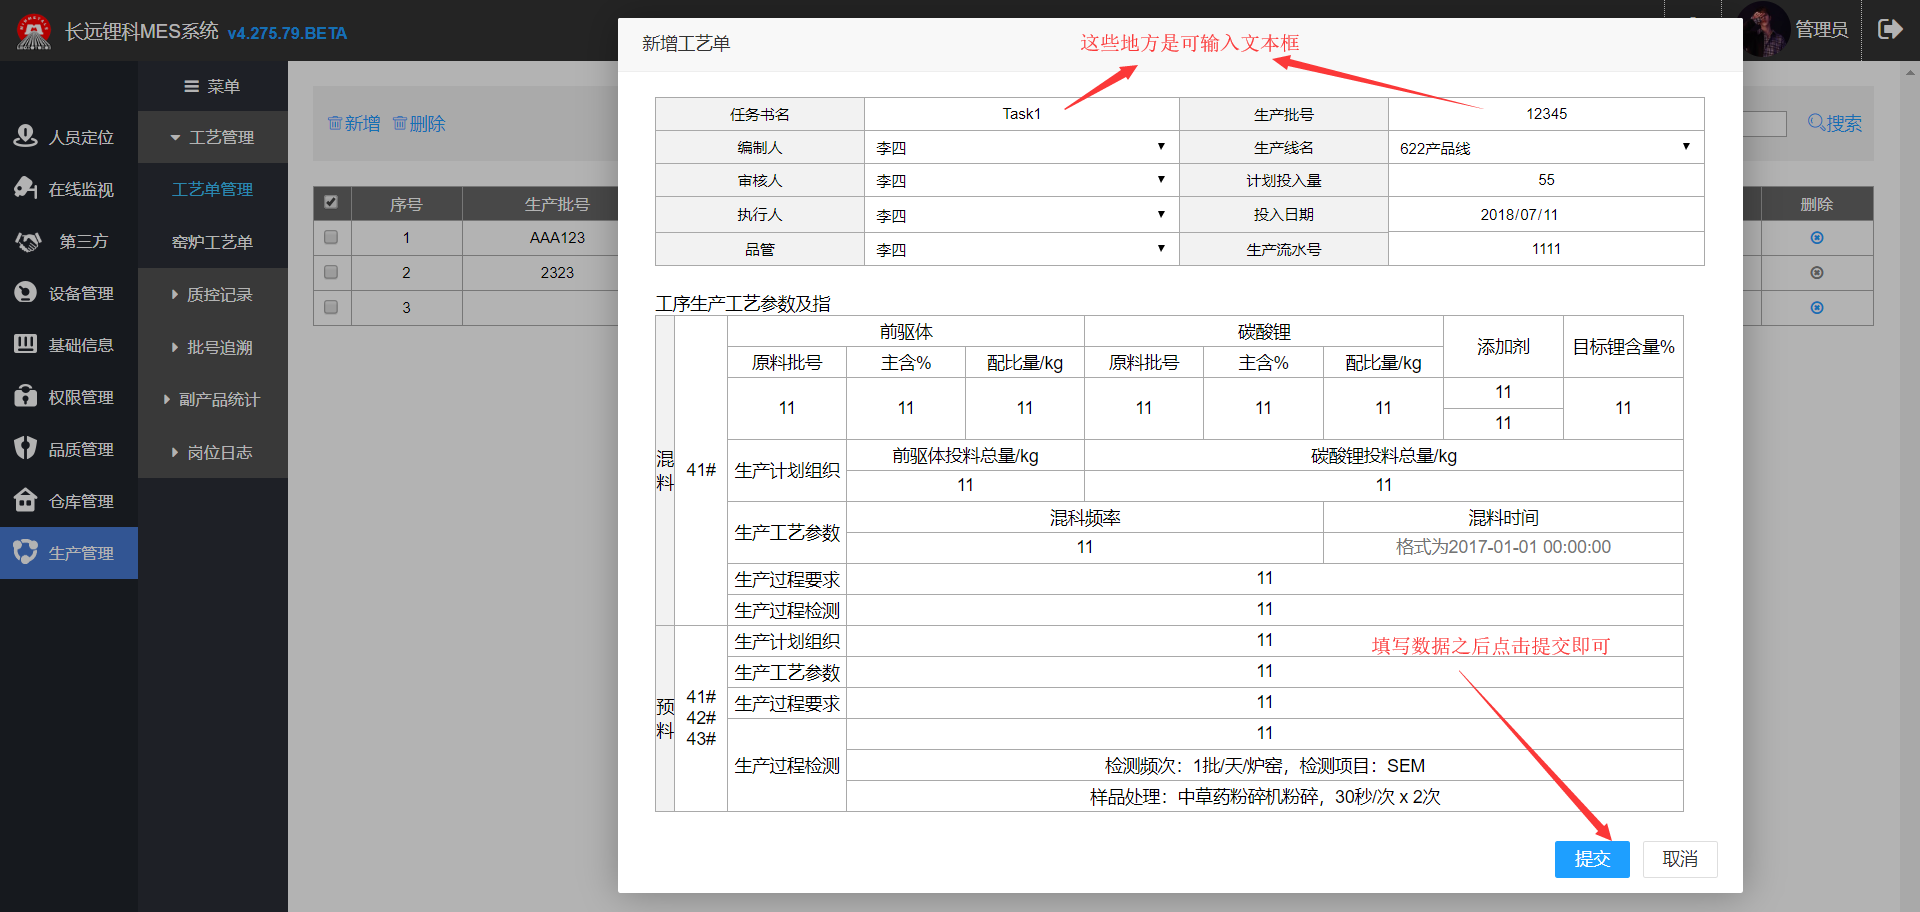 长远锂科MES系统 v4.275.79.BETA
管理员
菜单
人员定位
在线监视
第三方
设备管理
基础信息
权限管理
品质管理
仓库管理
生产管理
工艺管理
工艺单管理
窑炉工艺单
质控记录
批号追溯
副产品统计
岗位日志
新增 删除
搜索
序号 生产批号 删除
1 AAA123
2 2323
3
新增工艺单
这些地方是可输入文本框
任务书名 Task1 生产批号 12345
编制人 李四 生产线名 622产品线
审核人 李四 计划投入量 55
执行人 李四 投入日期 2018/07/11
品管 李四 生产流水号 1111
工序生产工艺参数及指
前驱体 碳酸锂 添加剂 目标锂含量%
原料批号 主含% 配比量/kg 原料批号 主含% 配比量/kg
11 11 11 11 11 11 11 11
11
混料 41#
生产计划组织 前驱体投料总量/kg 碳酸锂投料总量/kg
11 11
生产工艺参数 混科频率 混料时间
11 格式为2017-01-01 00:00:00
生产过程要求 11
生产过程检测 11
预料 41# 42# 43#
生产计划组织 11
生产工艺参数 11
生产过程要求 11
生产过程检测 11
检测频次：1批/天/炉窑，检测项目：SEM
样品处理：中草药粉碎机粉碎，30秒/次 x 2次
填写数据之后点击提交即可
提交 取消